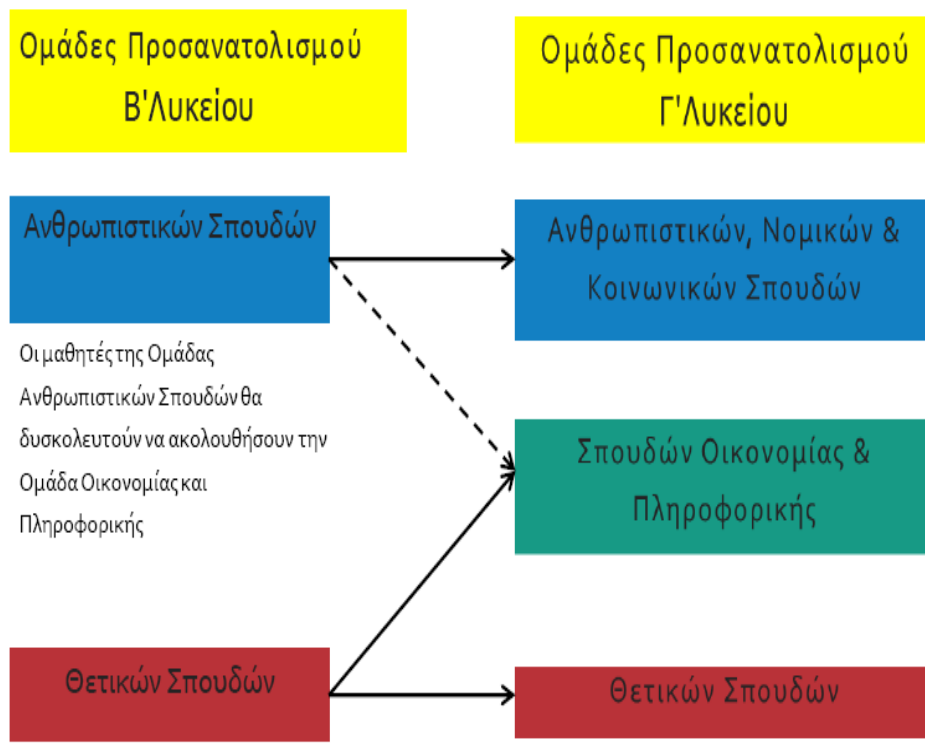 Ομάδες Προσανατολισμού
Β'Λυκείου
Ομάδες Προσανατολισμού
Γ'Λυκείου
Ανθρωπιστικών Σπουδών
Ανθρωπιστικών, Νομικών &
Κοινωνικών Σπουδών
Οι μαθητές της Ομάδας
Ανθρωπιστικών Σπουδών θα
δυσκολευτούν να ακολουθήσουν την
Ομάδα Οικονομίας και
Πληροφορικής
Σπουδών Οικονομίας &
Πληροφορικής
Θετικών Σπουδών
Θετικών Σπουδών